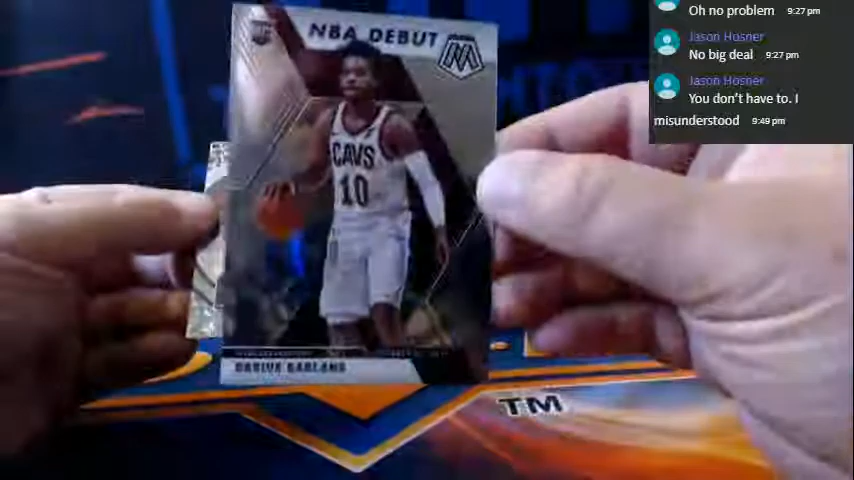 Oh no problem 9:27 pm
Jason Hosner
No big deal 9:27 pm
Jason Hosner
You don't have to. I
misunderstood 9:49 pm
RC
NBA DEBUT
CAVS
10
DARIUS GARLAND
TM